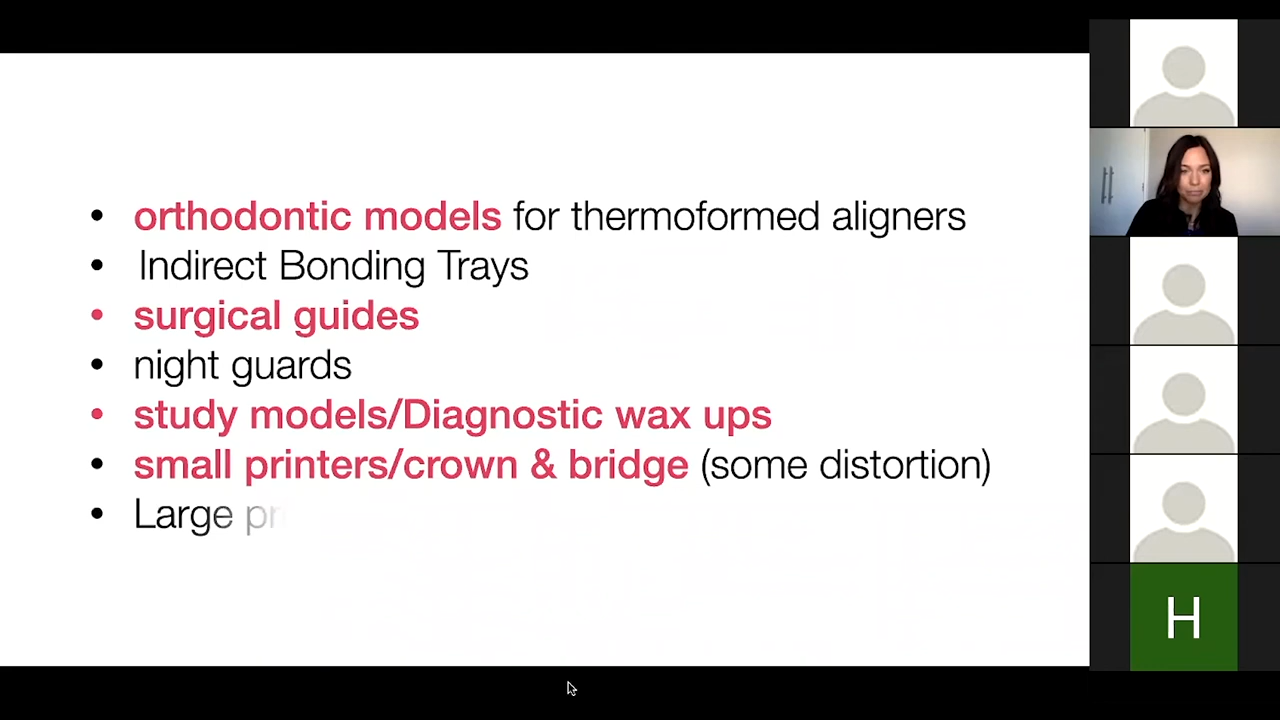 • orthodontic models for thermoformed aligners
• Indirect Bonding Trays
• surgical guides
• night guards
• study models/Diagnostic wax ups
• small printers/crown & bridge (some distortion)
• Large
H